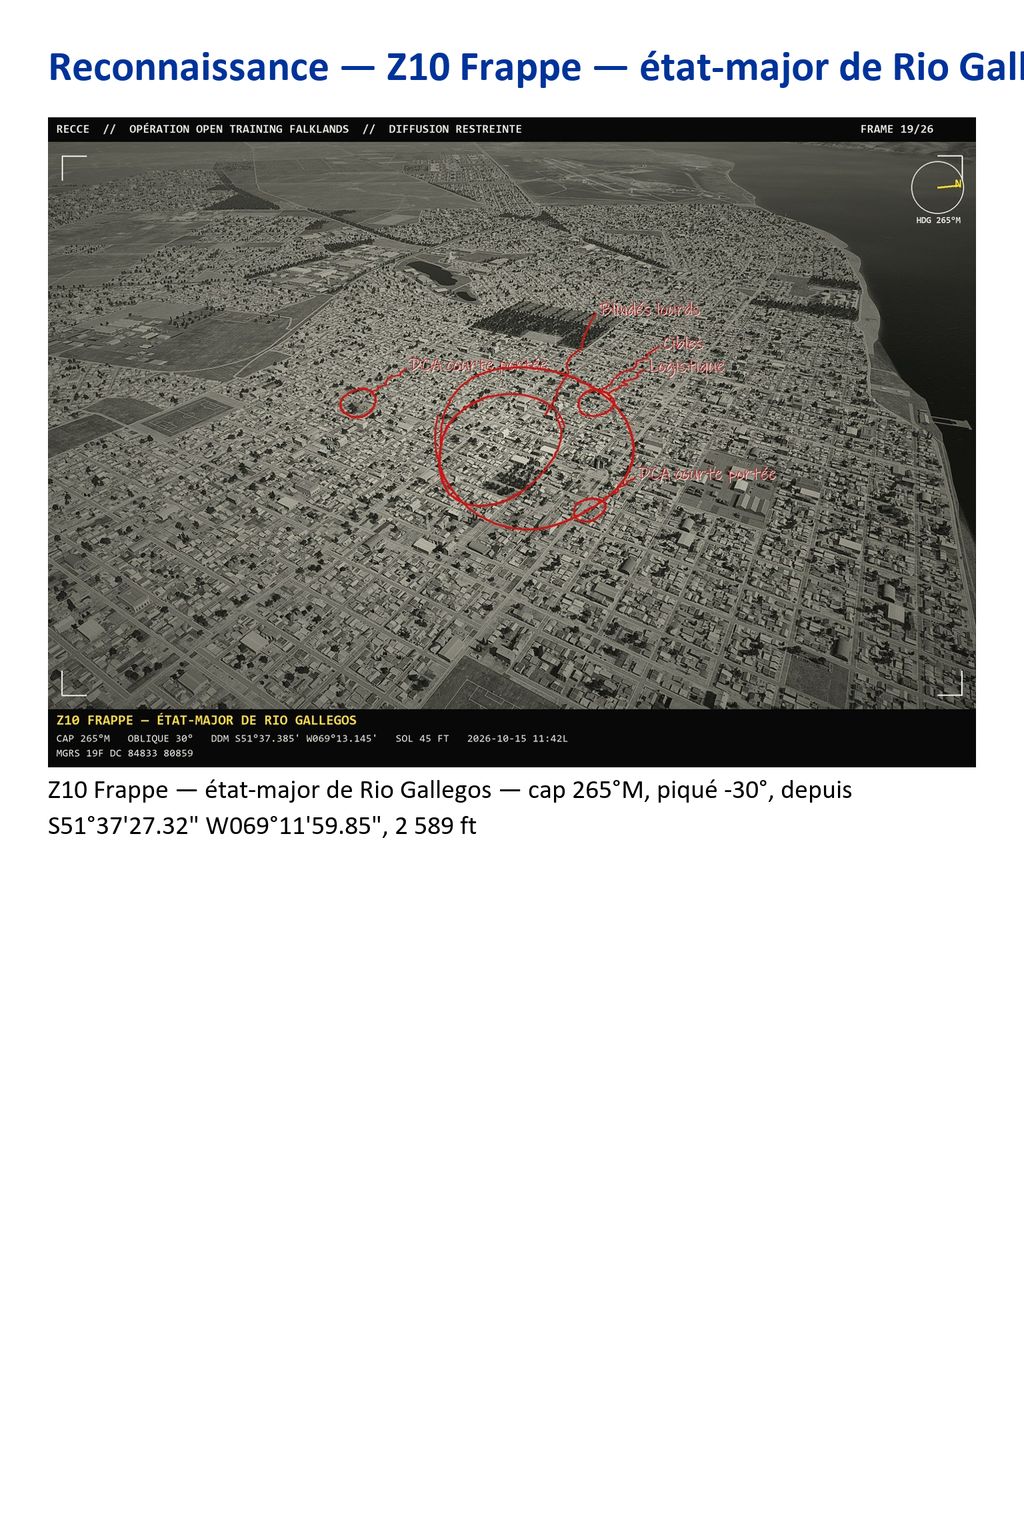 Reconnaissance — Z10 Frappe — état-major de Rio Gall
RECCE // OPÉRATION OPEN TRAINING FALKLANDS // DIFFUSION RESTREINTE FRAME 19/26
N
HDG 265°M
Blindés lourds
Cibles
Logistique
DCA courte portée
DCA courte portée
Z10 FRAPPE — ÉTAT-MAJOR DE RIO GALLEGOS
CAP 265°M OBLIQUE 30° DDM S51°37.385' W069°13.145' SOL 45 FT 2026-10-15 11:42L
MGRS 19F DC 84833 80859
Z10 Frappe — état-major de Rio Gallegos — cap 265°M, piqué -30°, depuis
S51°37'27.32" W069°11'59.85", 2 589 ft